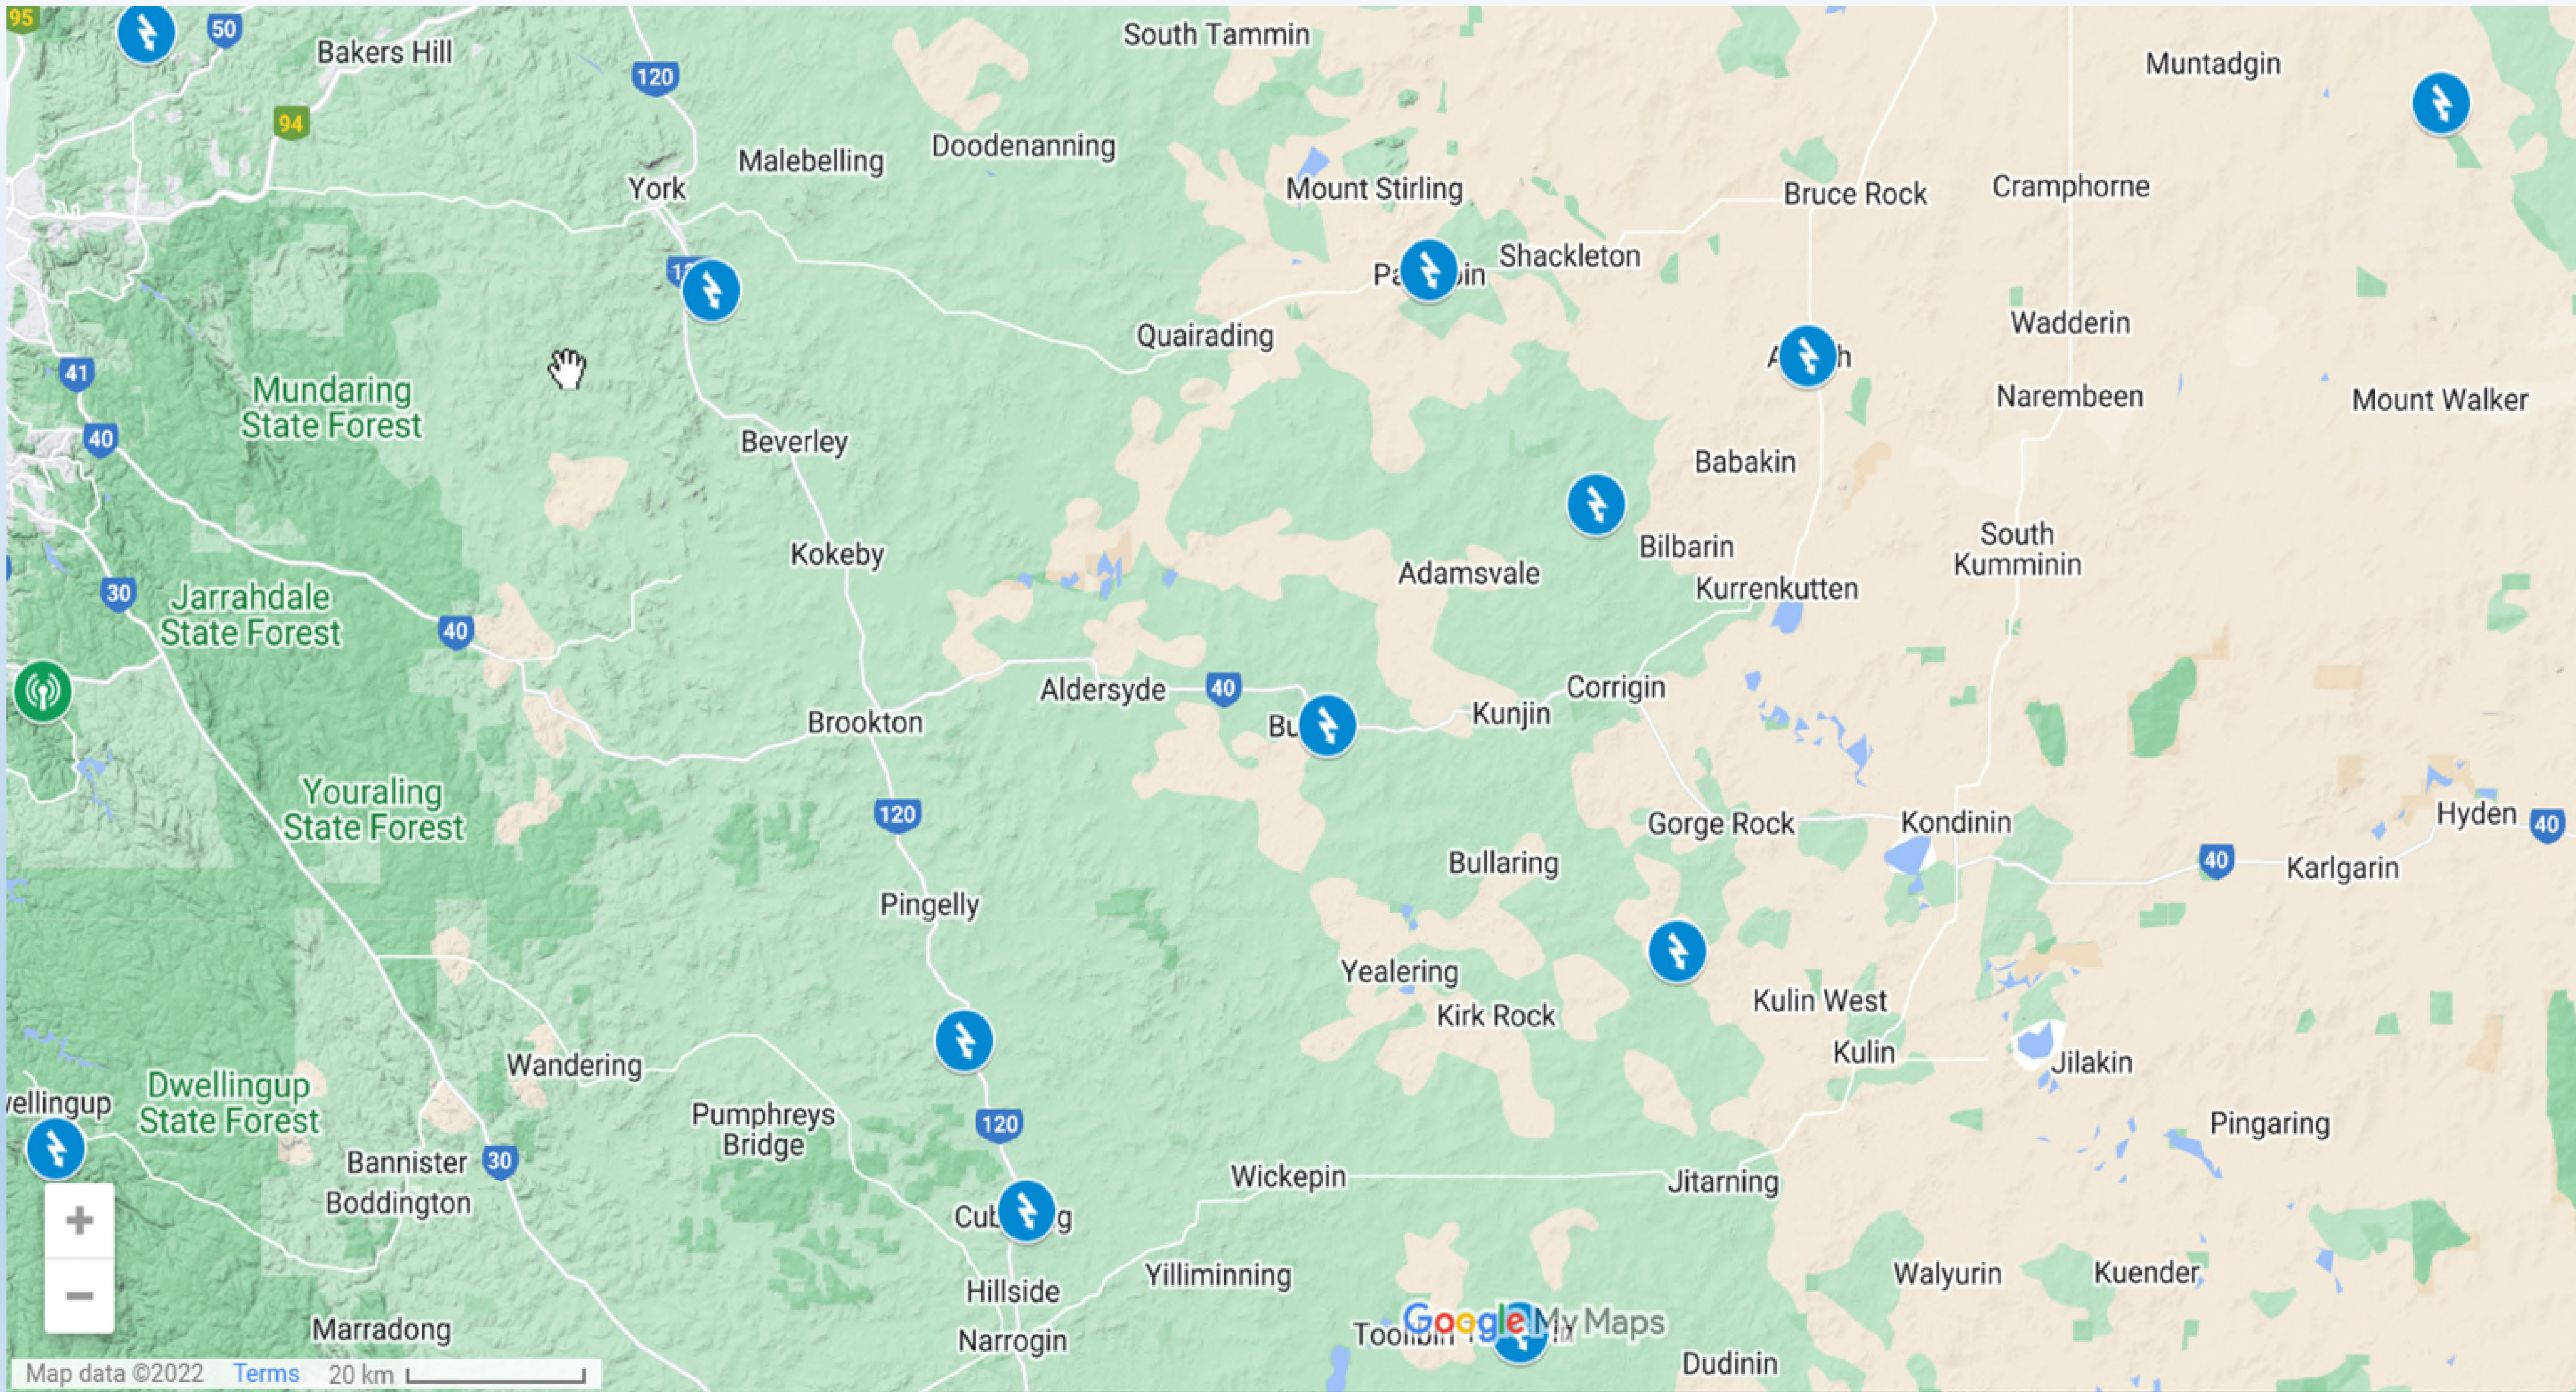 95
50
Bakers Hill
120
South Tammin
Muntadgin
94
Malebelling
Doodenanning
York
Mount Stirling
Bruce Rock
Cramphorne
Shackleton
Quairading
Wadderin
41
Mundaring
State Forest
Narembeen
Mount Walker
40
Beverley
Babakin
Kokeby
Adamsvale
Bilbarin
South
Kumminin
Kurrenkutten
30
Jarrahdale
State Forest
40
Aldersyde
40
Corrigin
Brookton
Kunjin
Youraling
State Forest
120
Gorge Rock
Kondinin
Hyden
40
Bullaring
40
Karlgarin
Pingelly
Yealering
Kirk Rock
Kulin West
Wandering
Kulin
Jilakin
Dwellingup
State Forest
Pumphreys
Bridge
120
Pingaring
Bannister
30
Boddington
Wickepin
Jitarning
Yilliminning
Hillside
Walyurin
Kuender
Marradong
Narrogin
Google My Maps
Dudinin
Map data ©2022 Terms 20 km